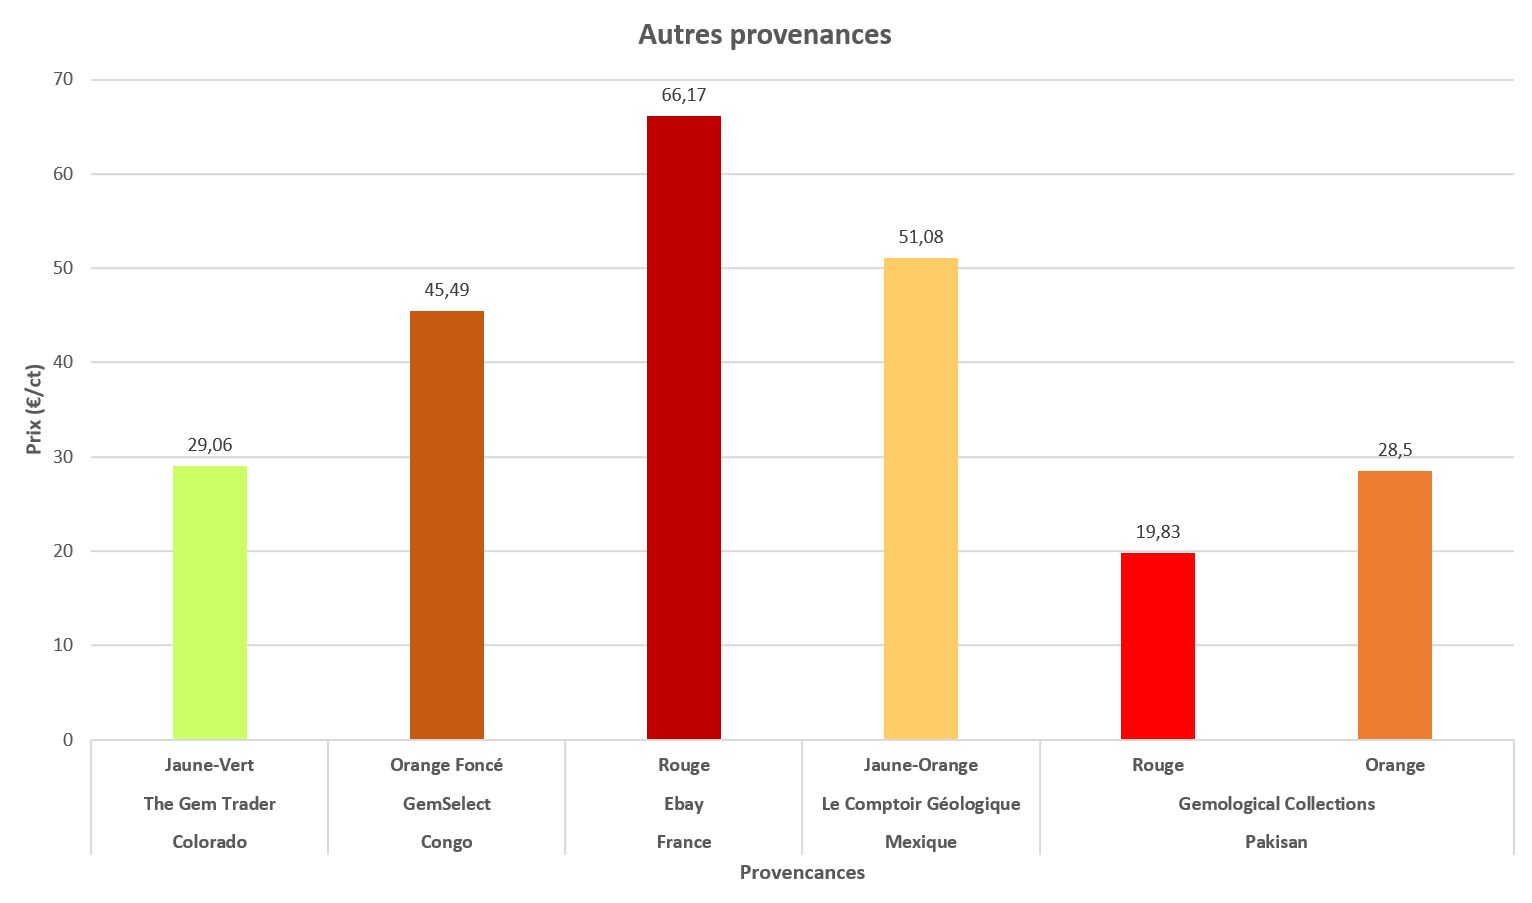 Autres provenances
70
60
50
40
30
20
10
0
Prix (€/ct)
29,06
45,49
66,17
51,08
19,83
28,5
Jaune-Vert
Orange Foncé
Rouge
Jaune-Orange
Rouge
Orange
The Gem Trader
GemSelect
Ebay
Le Comptoir Géologique
Gemological Collections
Colorado
Congo
France
Mexique
Pakisan
Provencances